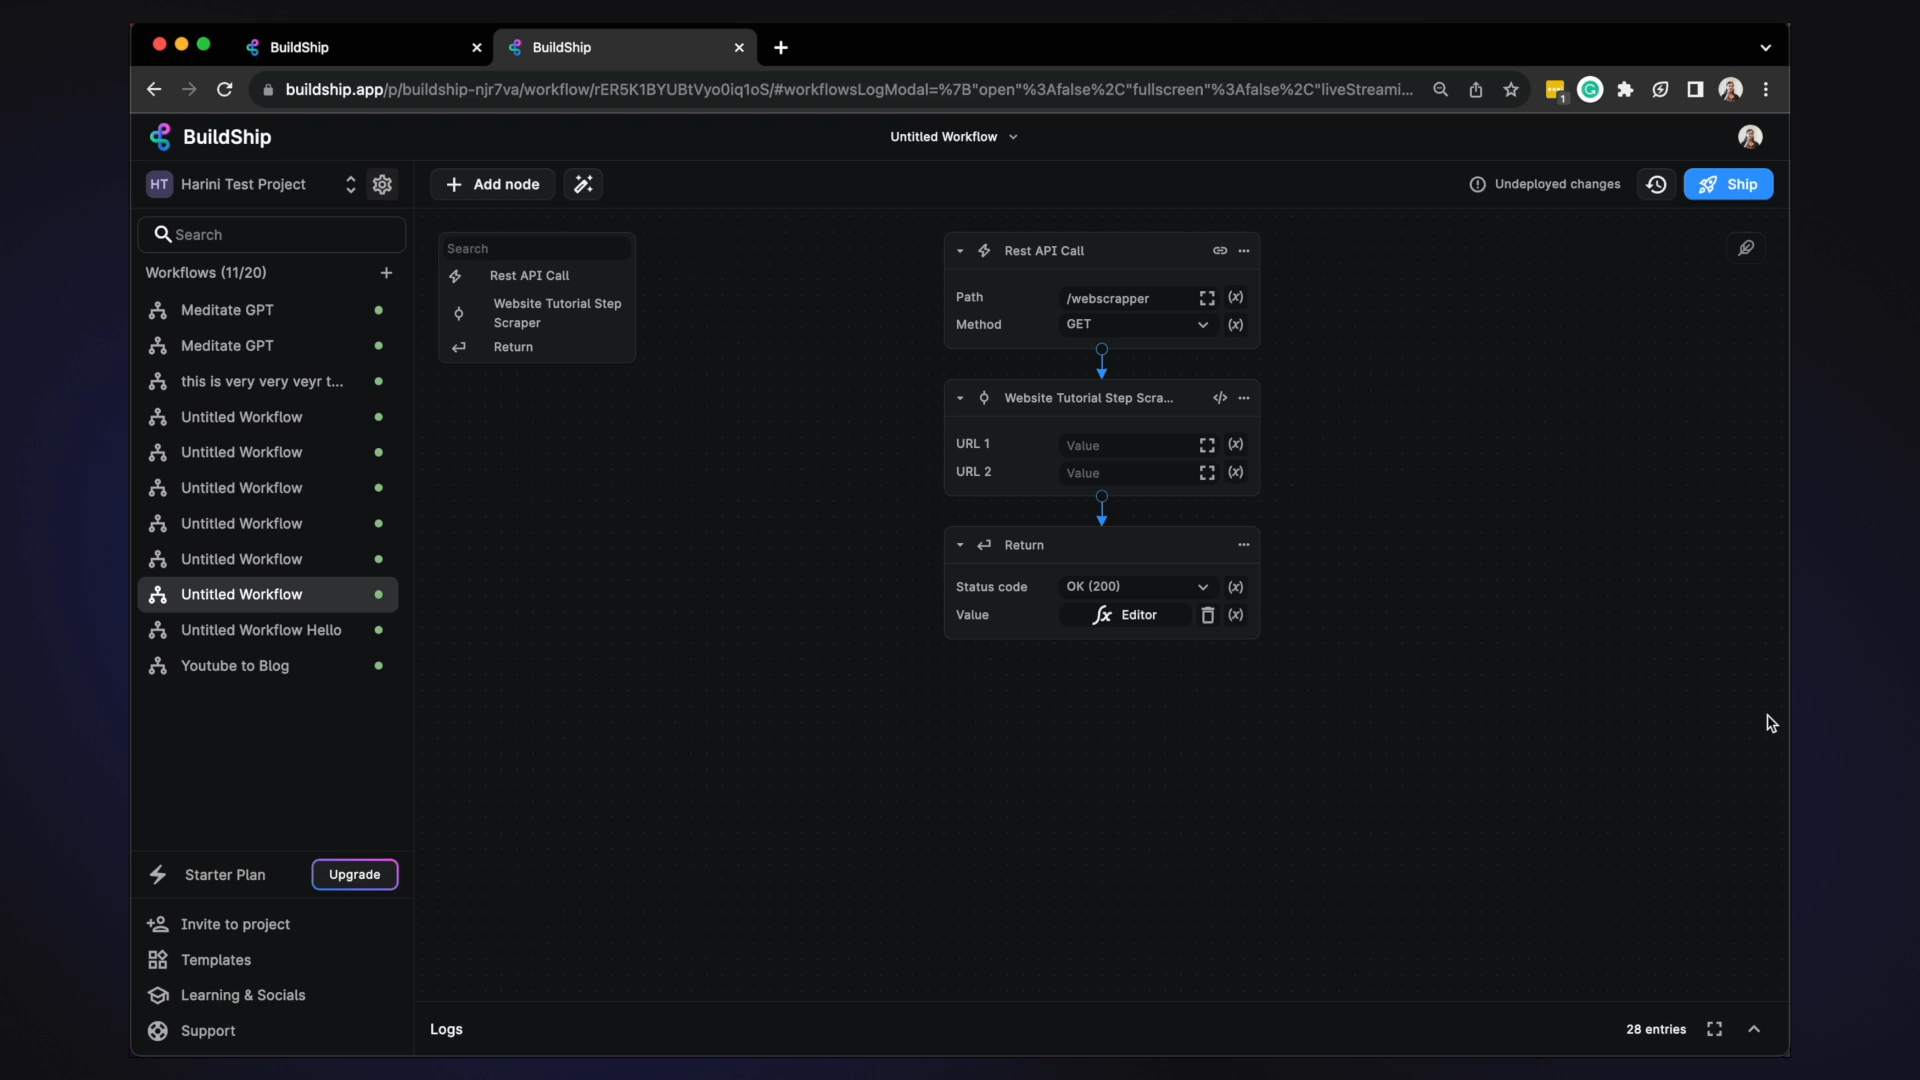 BuildShip
BuildShip
buildship.app/p/buildship-njr7va/workflow/rER5K1BYUBtVyo0iq1oS/#workflowsLogModal=%7B"open"%3Afalse%2C"fullscreen"%3Afalse%2C"liveStreami...
1
BuildShip
Untitled Workflow
HT Harini Test Project
Add node
Undeployed changes
Ship
Search
Workflows (11/20)
Meditate GPT
Meditate GPT
this is very very veyr t...
Untitled Workflow
Untitled Workflow
Untitled Workflow
Untitled Workflow
Untitled Workflow
Untitled Workflow
Untitled Workflow Hello
Youtube to Blog
Starter Plan
Upgrade
Invite to project
Templates
Learning & Socials
Support
Search
Rest API Call
Website Tutorial Step
Scraper
Return
Rest API Call
Path /webscrapper (x)
Method GET (x)
Website Tutorial Step Scra... </>
URL 1 Value (x)
URL 2 Value (x)
Return
Status code OK (200) (x)
Value fx Editor (x)
Logs
28 entries